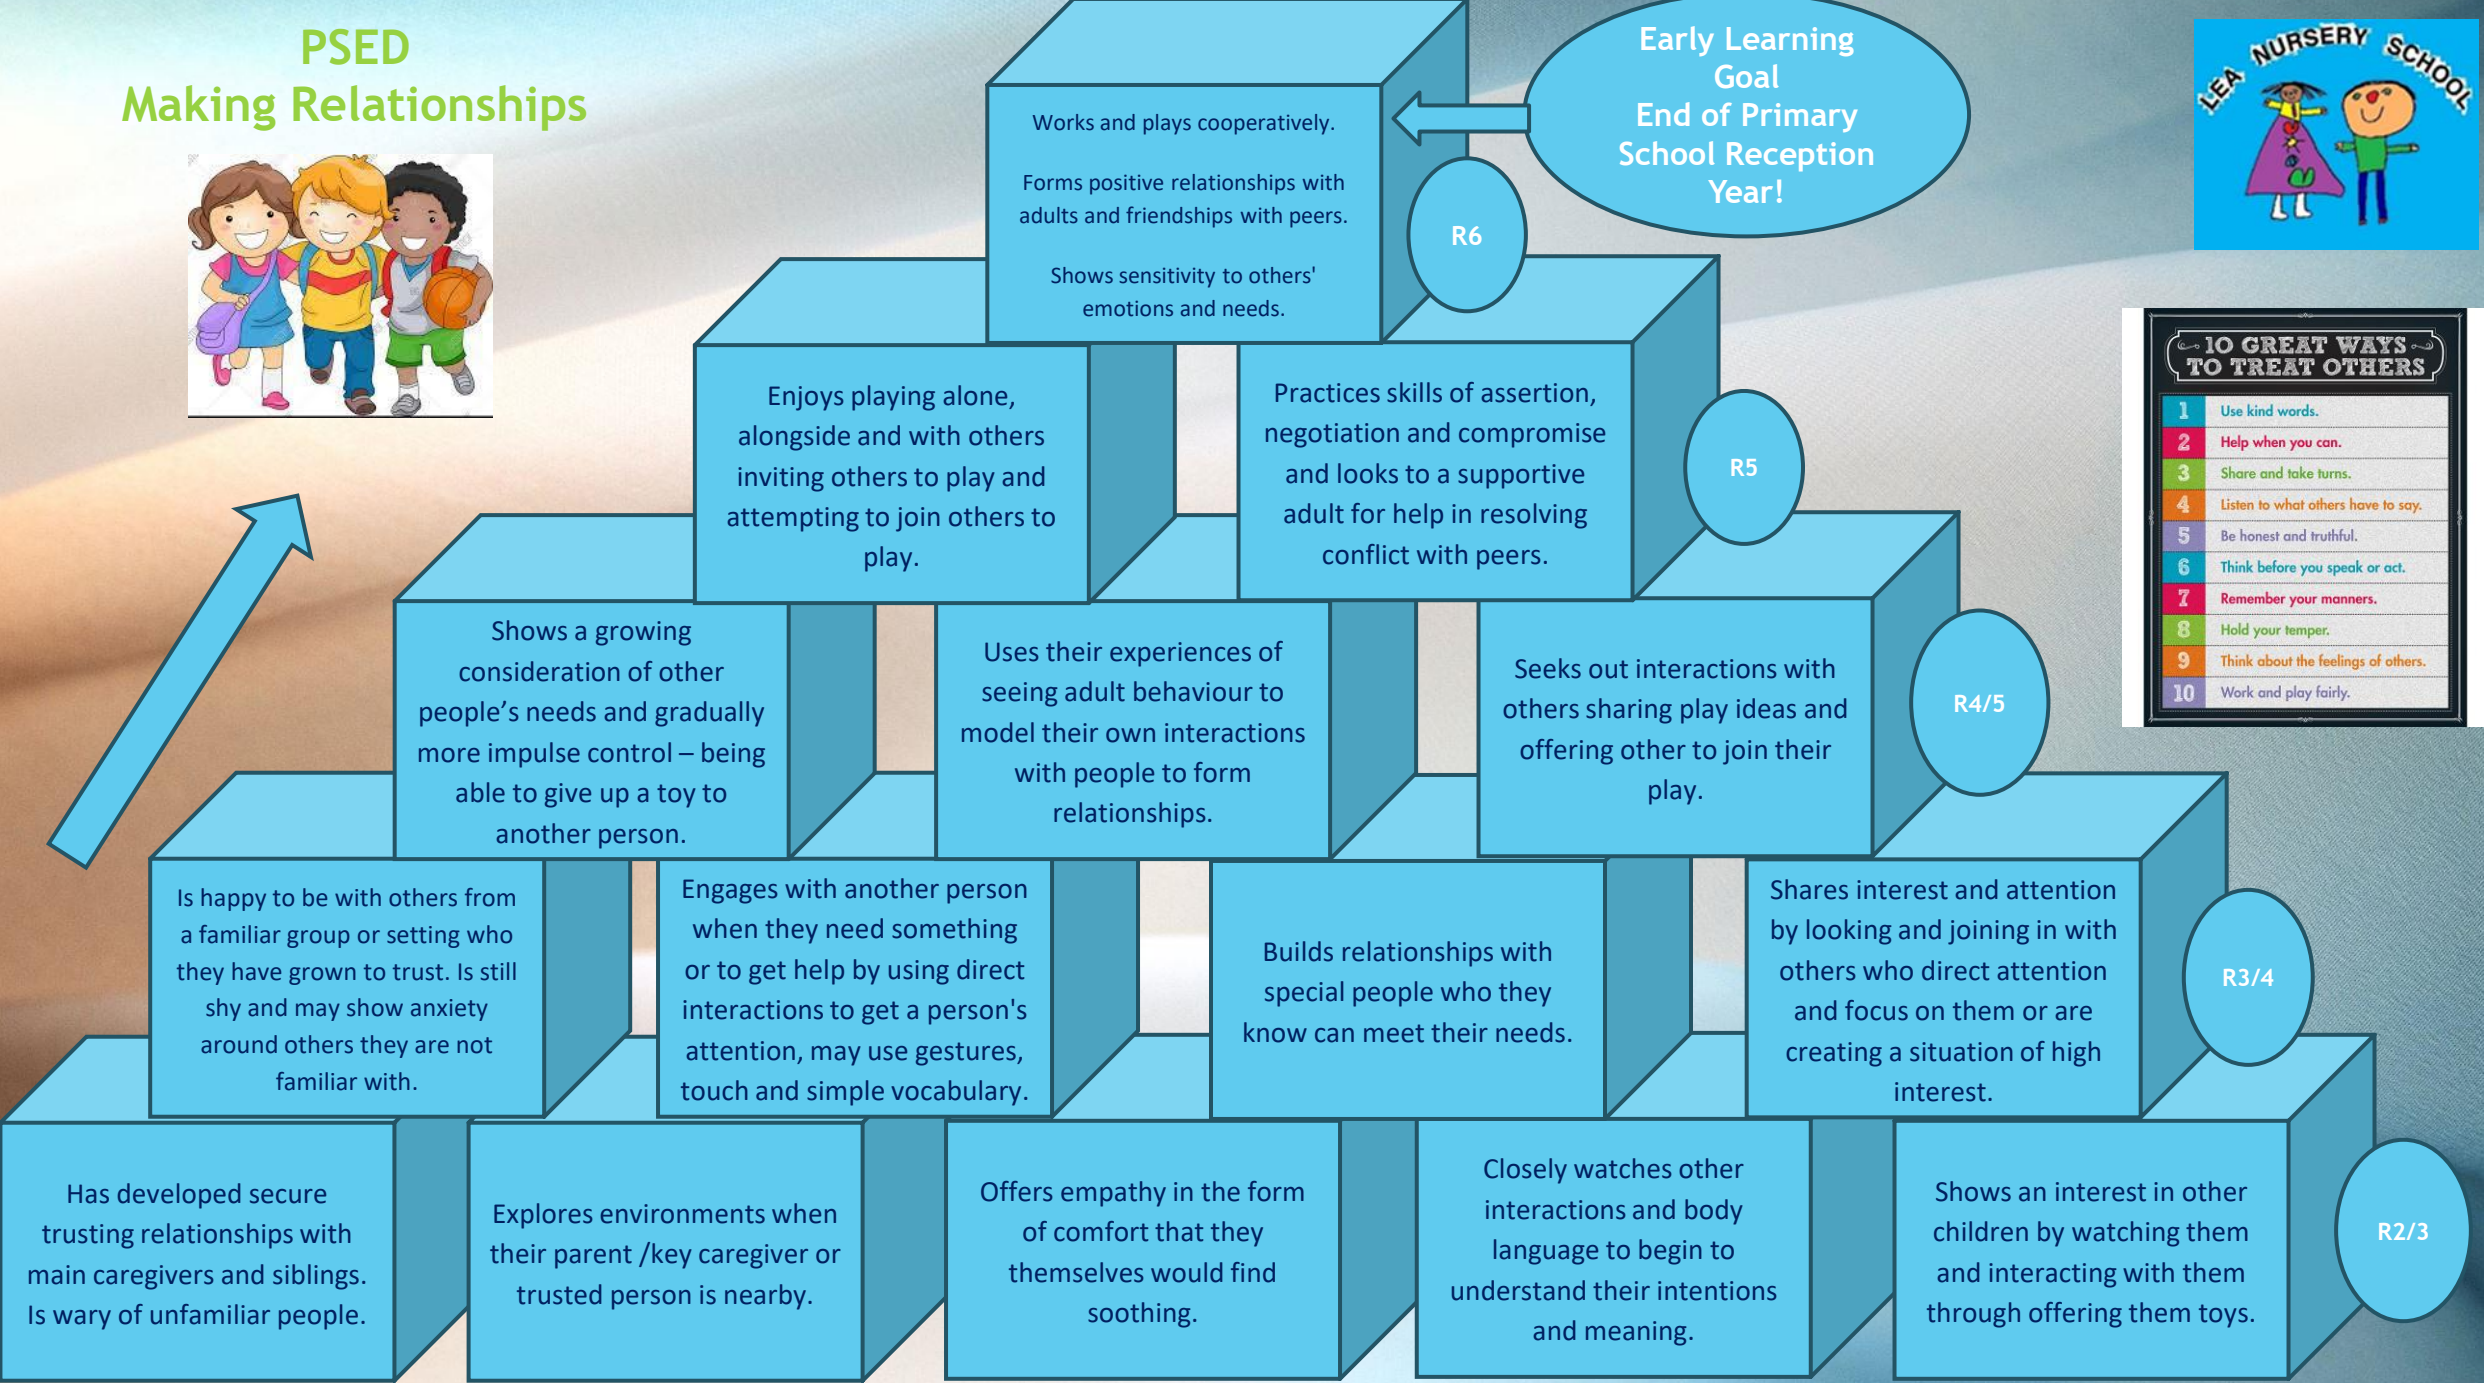 PSED
Making Relationships
Early Learning
Goal
End of Primary
School Reception
Year!
LEA NURSERY SCHOOL
Works and plays cooperatively.
Forms positive relationships with
adults and friendships with peers.
Shows sensitivity to others'
emotions and needs.
R6
10 GREAT WAYS
TO TREAT OTHERS
1 Use kind words.
2 Help when you can.
3 Share and take turns.
4 Listen to what others have to say.
5 Be honest and truthful.
6 Think before you speak or act.
7 Remember your manners.
8 Hold your temper.
9 Think about the feelings of others.
10 Work and play fairly.
Enjoys playing alone,
alongside and with others
inviting others to play and
attempting to join others to
play.
Practices skills of assertion,
negotiation and compromise
and looks to a supportive
adult for help in resolving
conflict with peers.
R5
Shows a growing
consideration of other
people’s needs and gradually
more impulse control – being
able to give up a toy to
another person.
Uses their experiences of
seeing adult behaviour to
model their own interactions
with people to form
relationships.
Seeks out interactions with
others sharing play ideas and
offering other to join their
play.
R4/5
Is happy to be with others from
a familiar group or setting who
they have grown to trust. Is still
shy and may show anxiety
around others they are not
familiar with.
Engages with another person
when they need something
or to get help by using direct
interactions to get a person's
attention, may use gestures,
touch and simple vocabulary.
Builds relationships with
special people who they
know can meet their needs.
Shares interest and attention
by looking and joining in with
others who direct attention
and focus on them or are
creating a situation of high
interest.
R3/4
Has developed secure
trusting relationships with
main caregivers and siblings.
Is wary of unfamiliar people.
Explores environments when
their parent /key caregiver or
trusted person is nearby.
Offers empathy in the form
of comfort that they
themselves would find
soothing.
Closely watches other
interactions and body
language to begin to
understand their intentions
and meaning.
Shows an interest in other
children by watching them
and interacting with them
through offering them toys.
R2/3